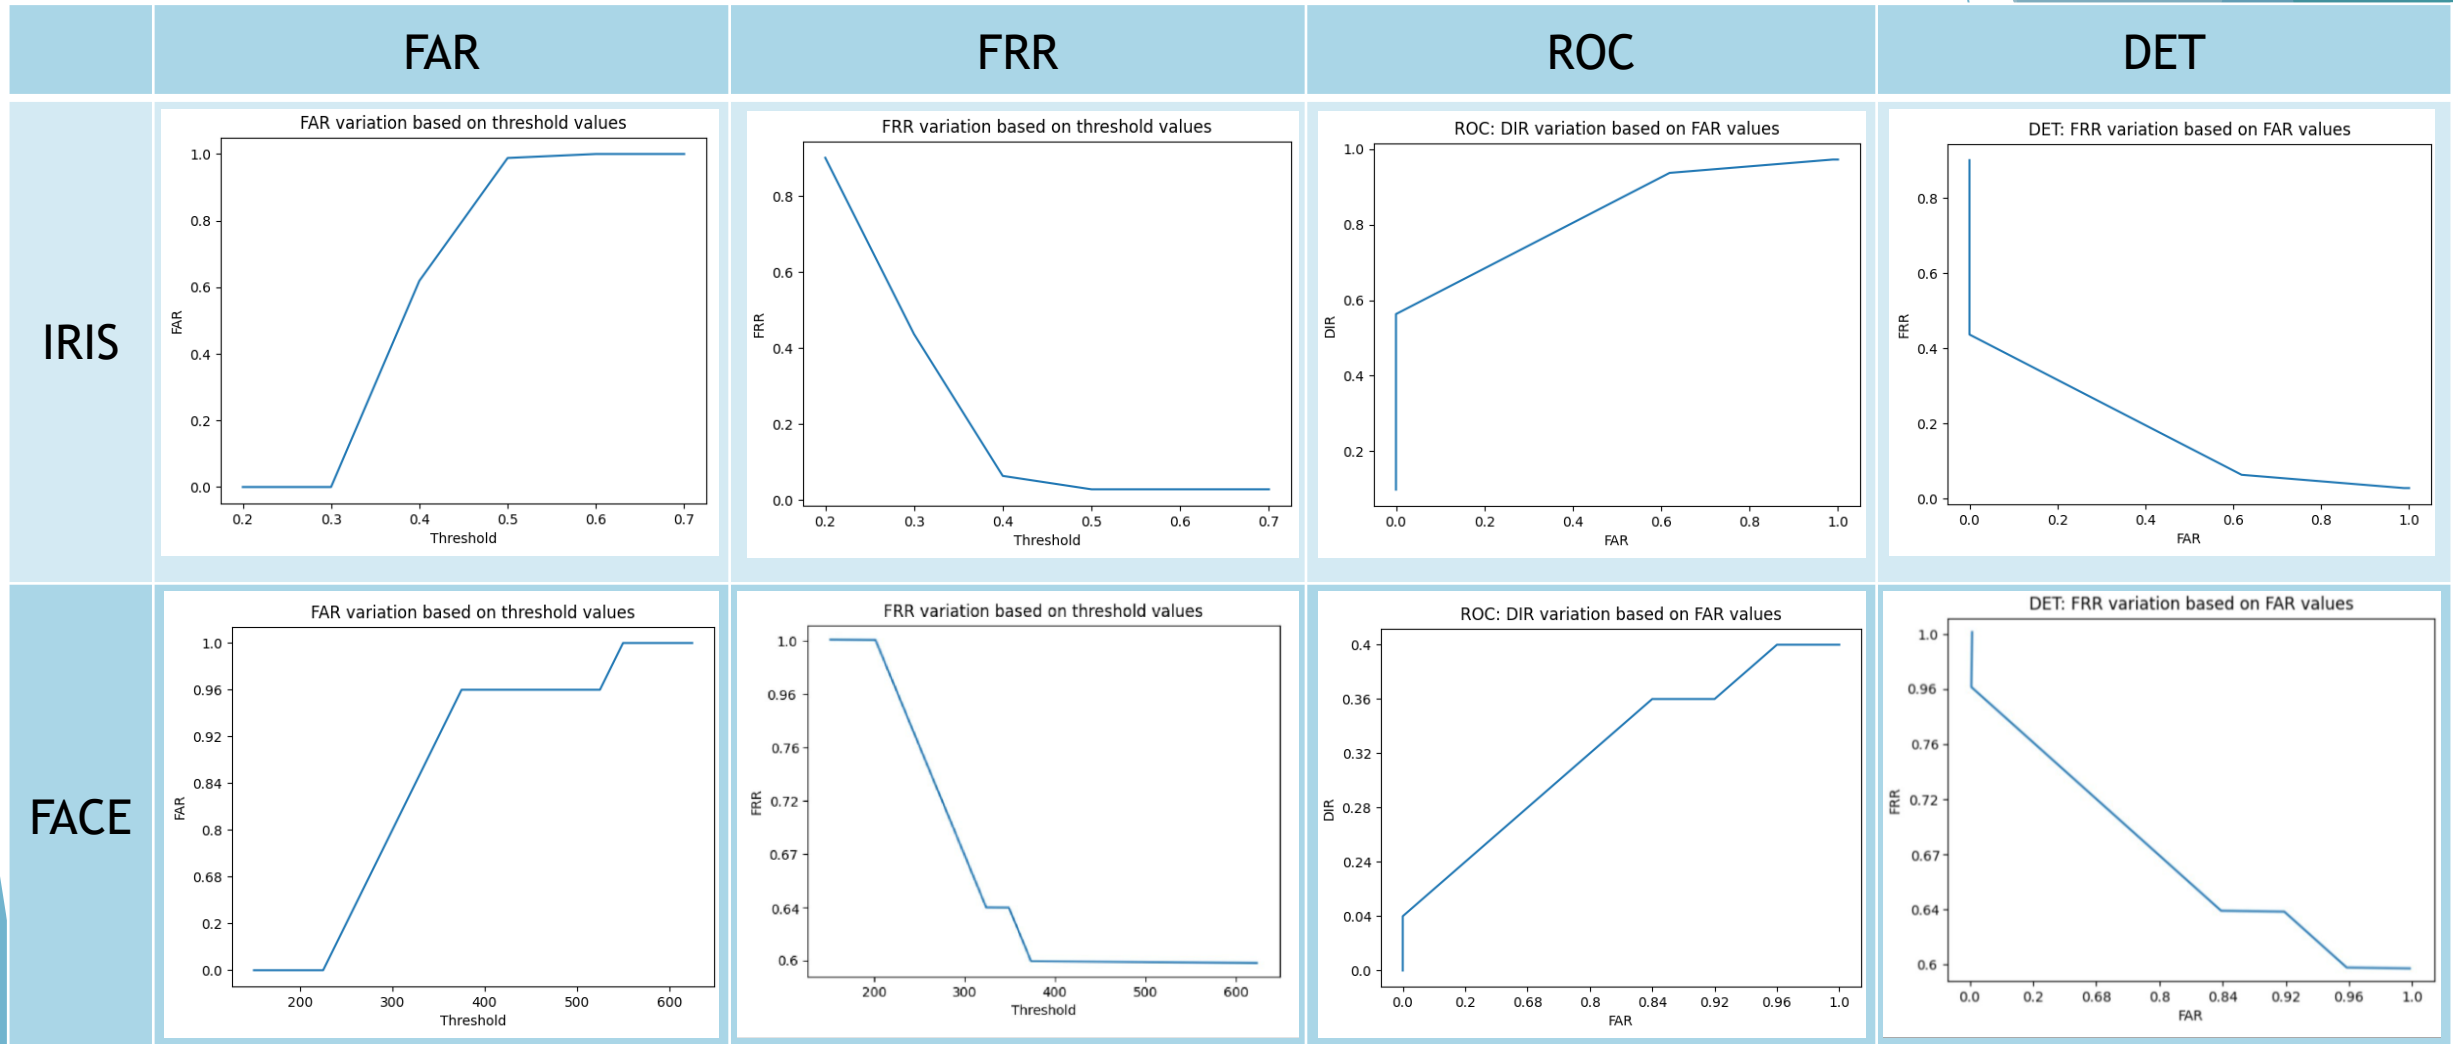 FAR FRR ROC DET
IRIS
FAR variation based on threshold values
FAR
1.0
0.8
0.6
0.4
0.2
0.0
0.2 0.3 0.4 0.5 0.6 0.7
Threshold
FRR variation based on threshold values
FRR
0.8
0.6
0.4
0.2
0.0
0.2 0.3 0.4 0.5 0.6 0.7
Threshold
ROC: DIR variation based on FAR values
DIR
1.0
0.8
0.6
0.4
0.2
0.0 0.2 0.4 0.6 0.8 1.0
FAR
DET: FRR variation based on FAR values
FRR
0.8
0.6
0.4
0.2
0.0
0.0 0.2 0.4 0.6 0.8 1.0
FAR
FACE
FAR variation based on threshold values
FAR
1.0
0.96
0.92
0.84
0.8
0.68
0.2
0.0
200 300 400 500 600
Threshold
FRR variation based on threshold values
FRR
1.0
0.96
0.76
0.72
0.67
0.64
0.6
200 300 400 500 600
Threshold
ROC: DIR variation based on FAR values
DIR
0.4
0.36
0.32
0.28
0.24
0.04
0.0
0.0 0.2 0.68 0.8 0.84 0.92 0.96 1.0
FAR
DET: FRR variation based on FAR values
FRR
1.0
0.96
0.76
0.72
0.67
0.64
0.6
0.0 0.2 0.68 0.8 0.84 0.92 0.96 1.0
FAR